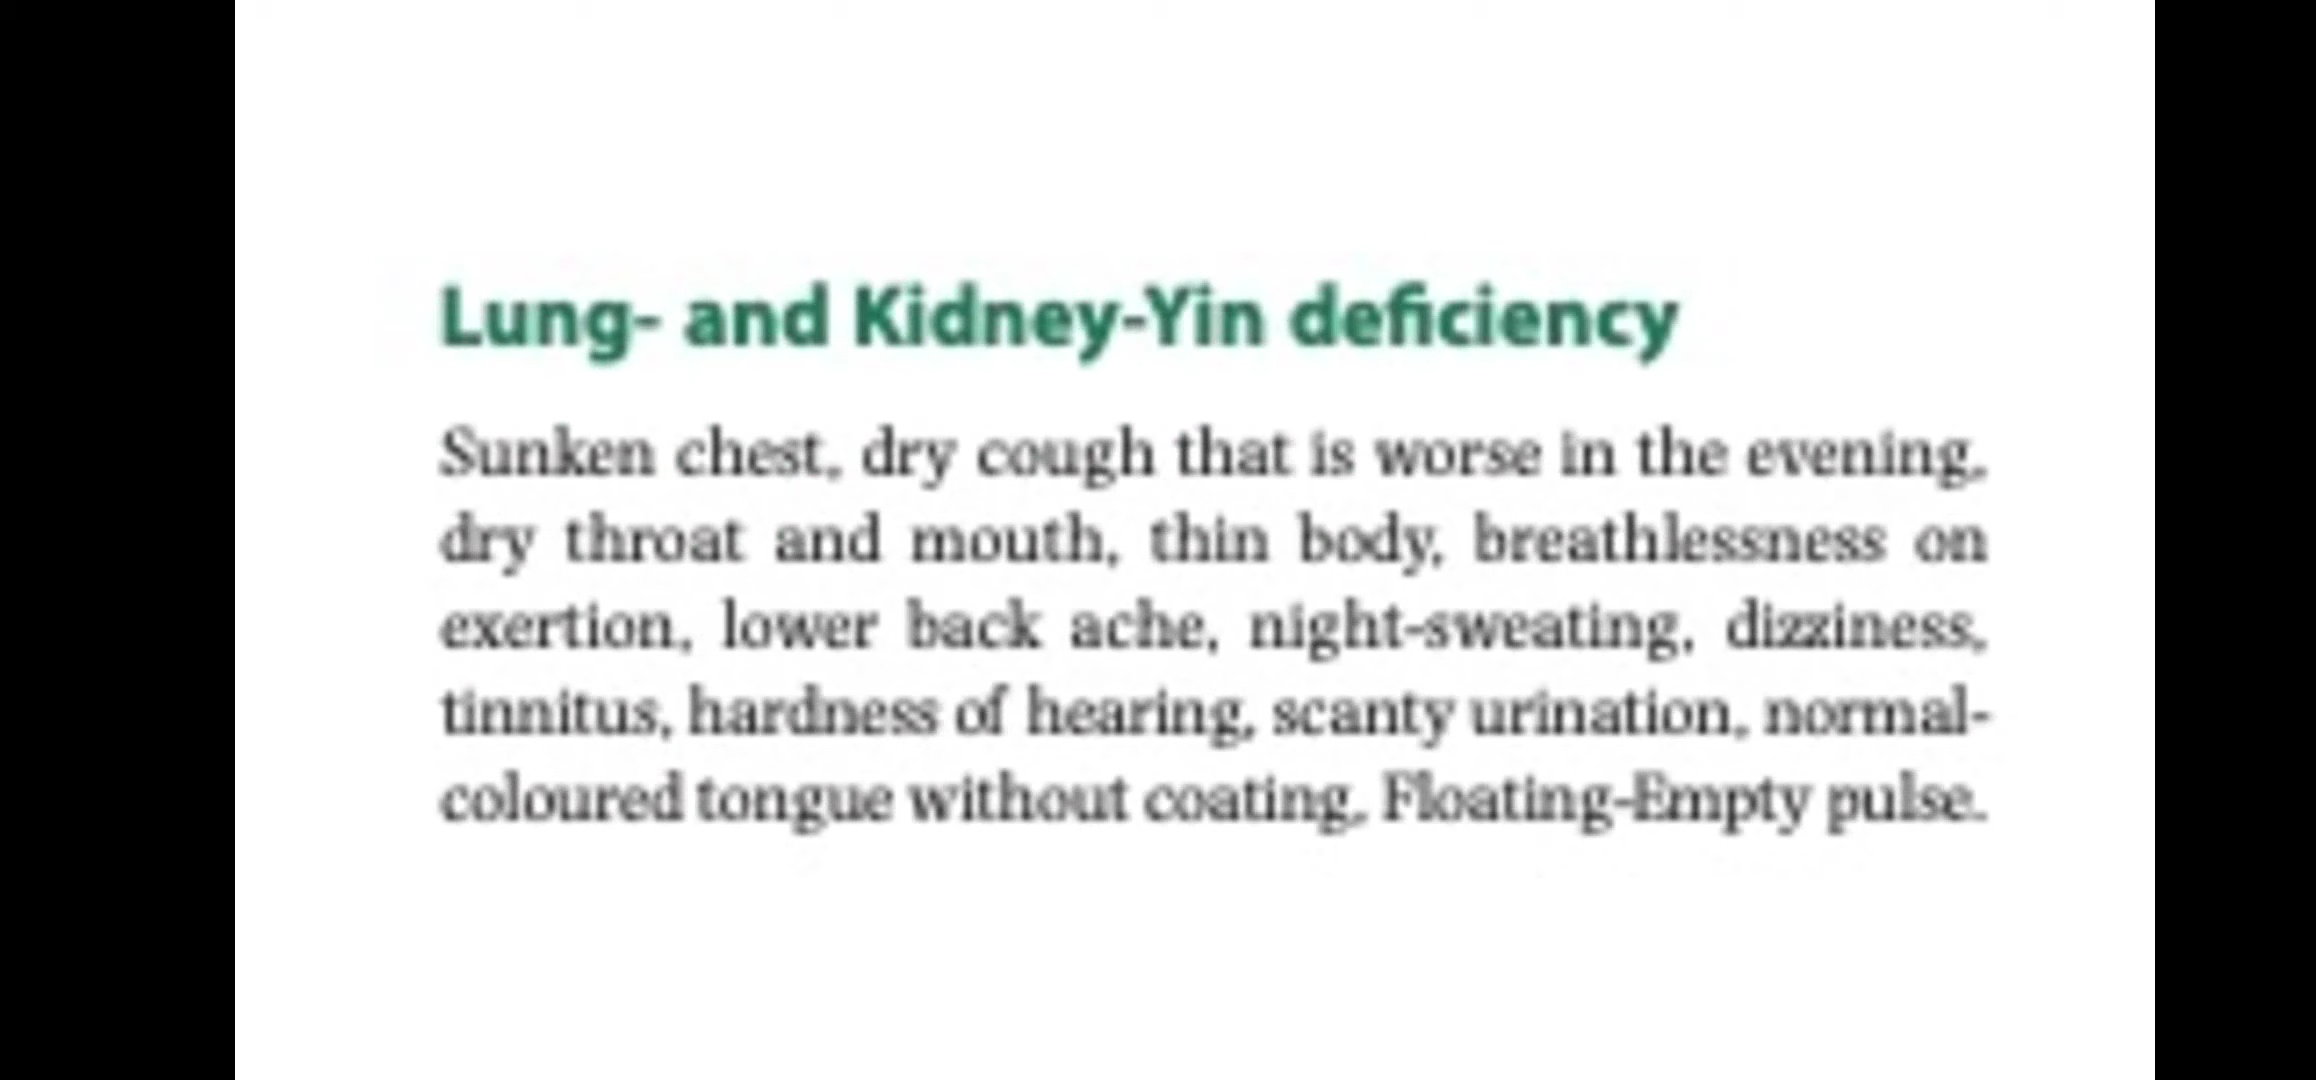 Lung- and Kidney-Yin deficiency
Sunken chest, dry cough that is worse in the evening,
dry throat and mouth, thin body, breathlessness on
exertion, lower back ache, night-sweating, dizziness,
tinnitus, hardness of hearing, scanty urination, normal-
coloured tongue without coating, Floating-Empty pulse.